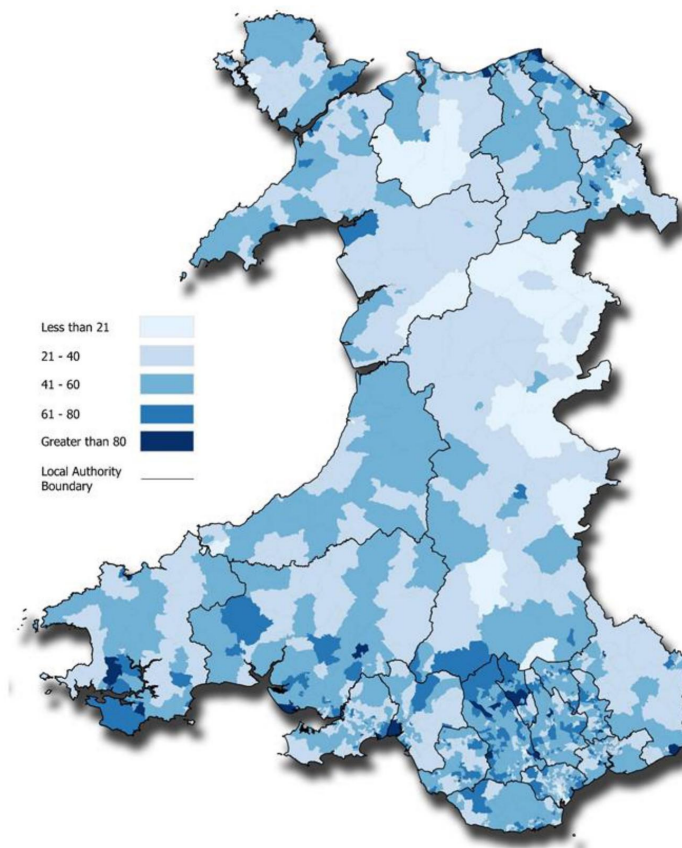 Less than 21
21 - 40
41 - 60
61 - 80
Greater than 80
Local Authority
Boundary